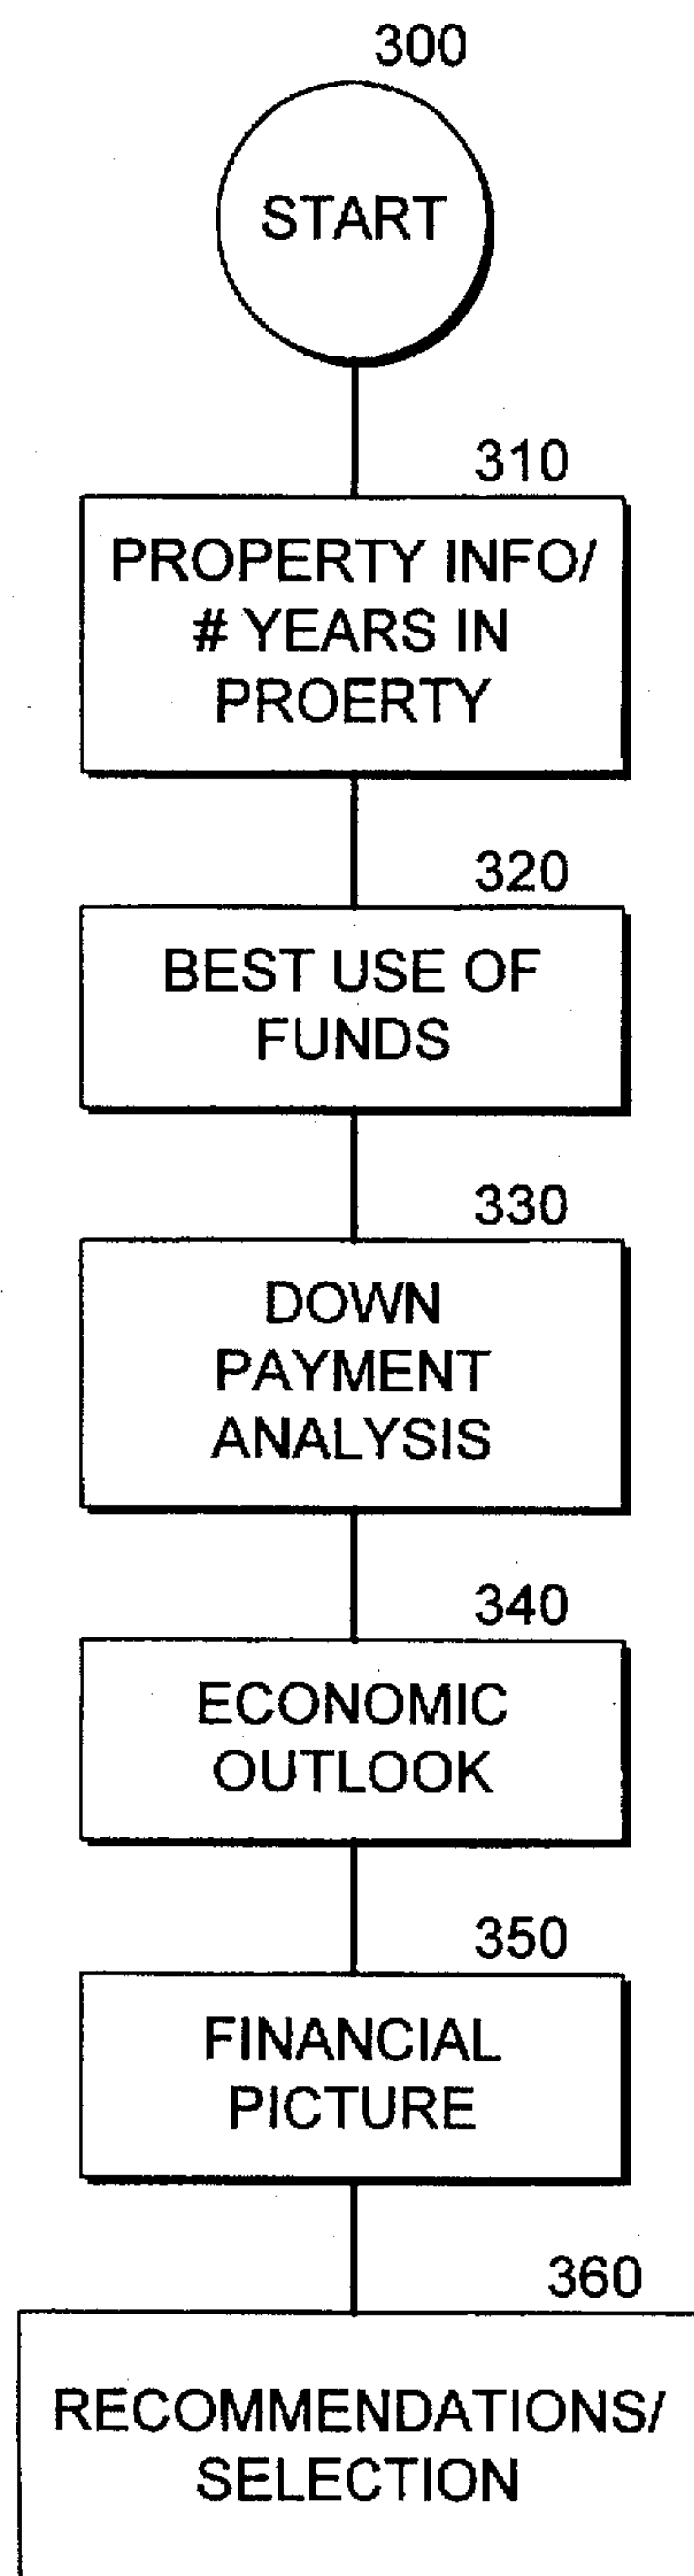 300
START
310
PROPERTY INFO/
# YEARS IN
PROERTY
320
BEST USE OF
FUNDS
330
DOWN
PAYMENT
ANALYSIS
340
ECONOMIC
OUTLOOK
350
FINANCIAL
PICTURE
360
RECOMMENDATIONS/
SELECTION